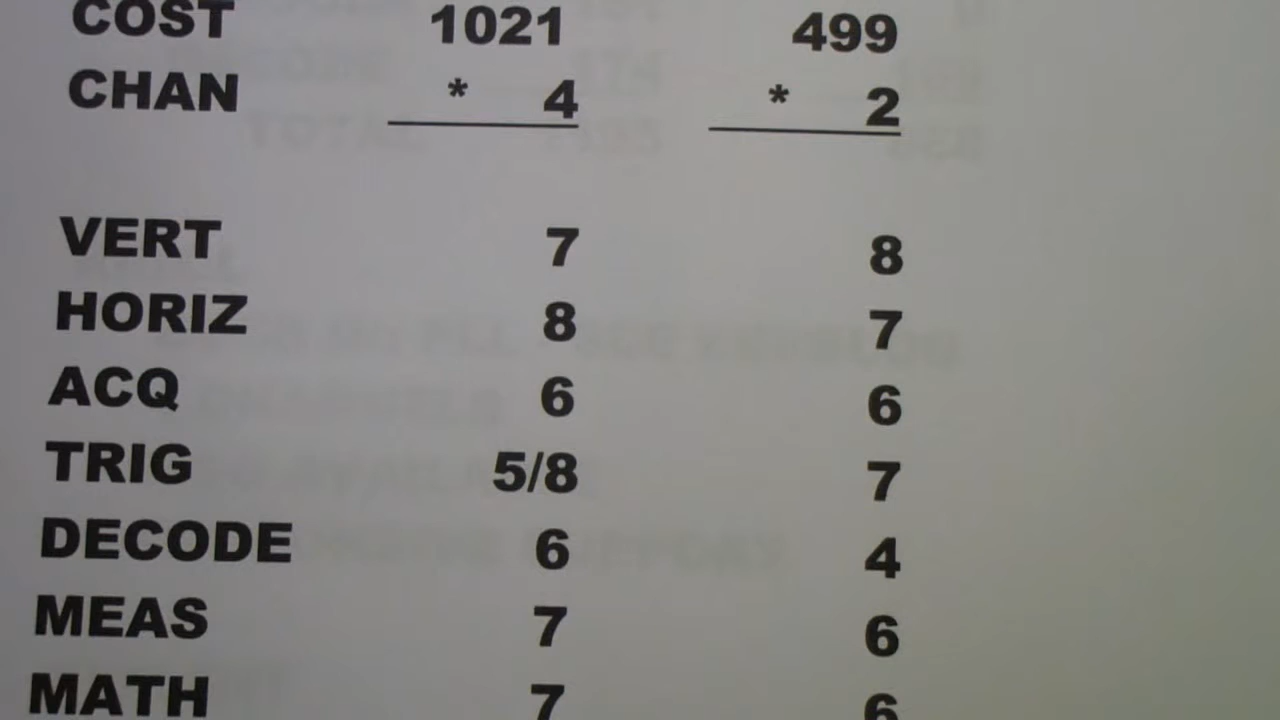 COST 1021 499
CHAN * 4 * 2
VERT 7 8
HORIZ 8 7
ACQ 6 6
TRIG 5/8 7
DECODE 6 4
MEAS 7 6
MATH 7 6